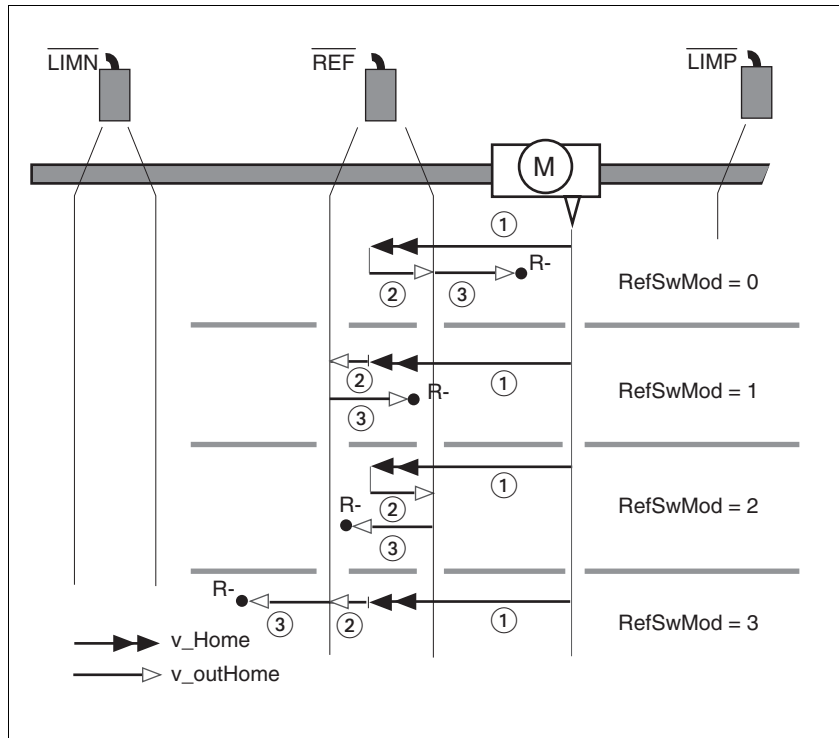 LIMN REF LIMP
M
1
R-
2 3 RefSwMod = 0
2 1 R- RefSwMod = 1
3
1
2
R- RefSwMod = 2
3
R-
3 2 1 RefSwMod = 3
v_Home
v_outHome